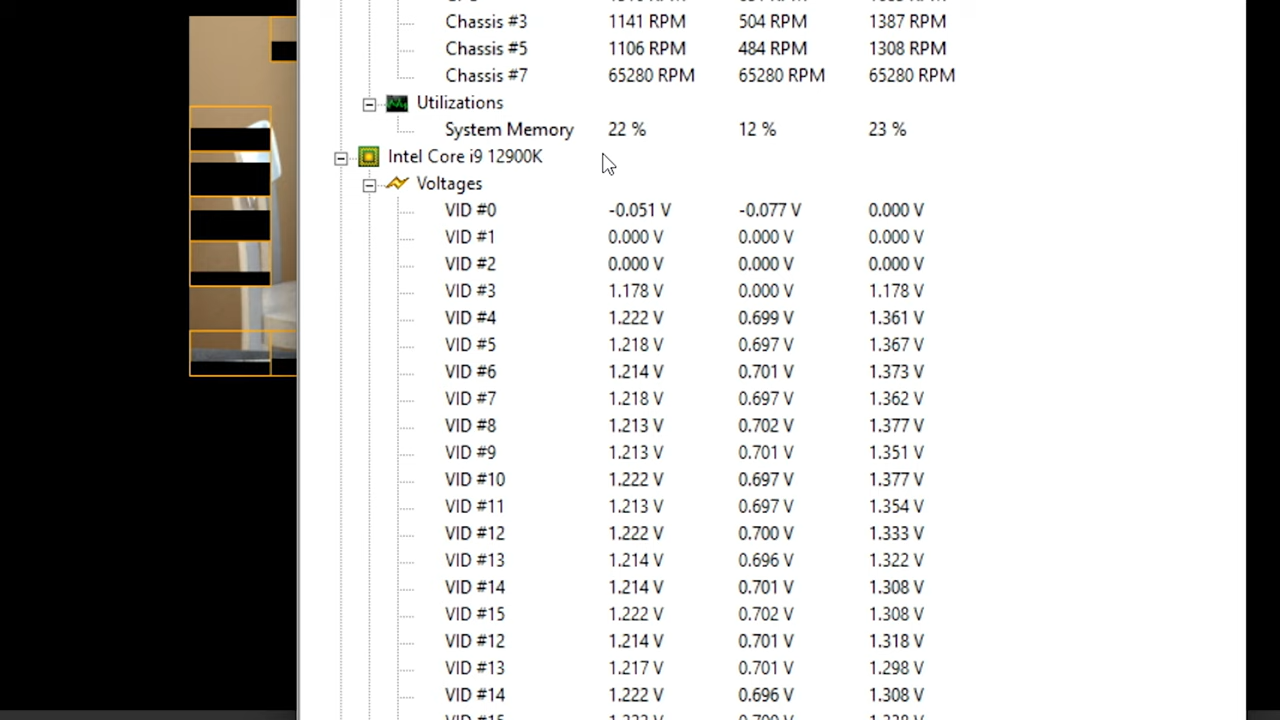 Chassis #3 1141 RPM 504 RPM 1387 RPM
Chassis #5 1106 RPM 484 RPM 1308 RPM
Chassis #7 65280 RPM 65280 RPM 65280 RPM
Utilizations
System Memory 22 % 12 % 23 %
Intel Core i9 12900K
Voltages
VID #0 -0.051 V -0.077 V 0.000 V
VID #1 0.000 V 0.000 V 0.000 V
VID #2 0.000 V 0.000 V 0.000 V
VID #3 1.178 V 0.000 V 1.178 V
VID #4 1.222 V 0.699 V 1.361 V
VID #5 1.218 V 0.697 V 1.367 V
VID #6 1.214 V 0.701 V 1.373 V
VID #7 1.218 V 0.697 V 1.362 V
VID #8 1.213 V 0.702 V 1.377 V
VID #9 1.213 V 0.701 V 1.351 V
VID #10 1.222 V 0.697 V 1.377 V
VID #11 1.213 V 0.697 V 1.354 V
VID #12 1.222 V 0.700 V 1.333 V
VID #13 1.214 V 0.696 V 1.322 V
VID #14 1.214 V 0.701 V 1.308 V
VID #15 1.222 V 0.702 V 1.308 V
VID #12 1.214 V 0.701 V 1.318 V
VID #13 1.217 V 0.701 V 1.298 V
VID #14 1.222 V 0.696 V 1.308 V